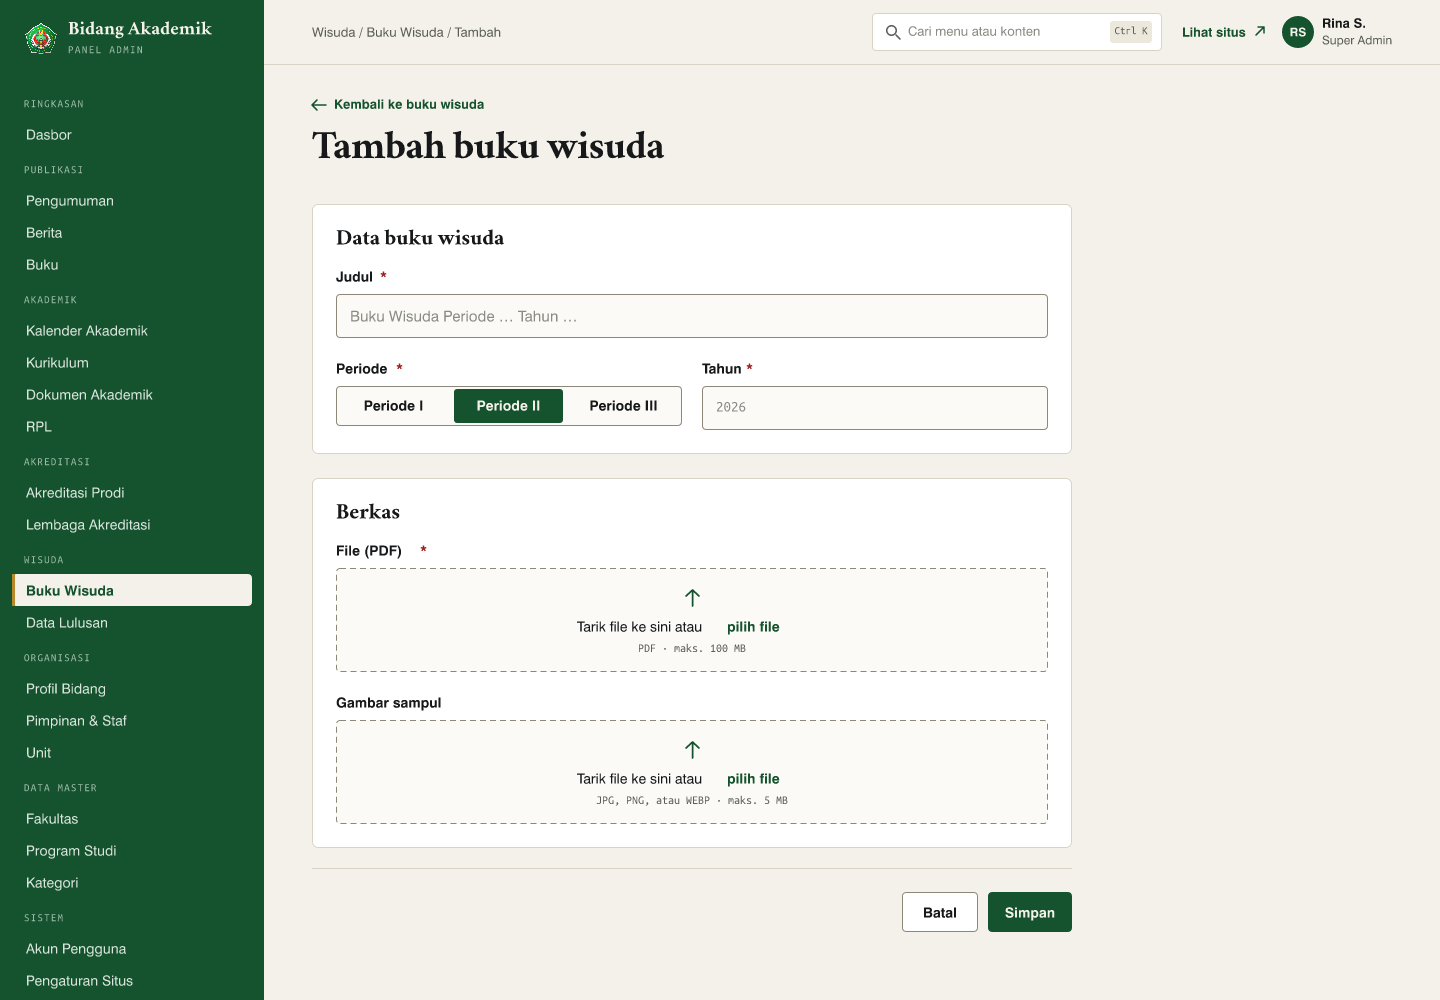 Bidang Akademik
PANEL ADMIN
RINGKASAN
Dasbor
PUBLIKASI
Pengumuman
Berita
Buku
AKADEMIK
Kalender Akademik
Kurikulum
Dokumen Akademik
RPL
AKREDITASI
Akreditasi Prodi
Lembaga Akreditasi
WISUDA
Buku Wisuda
Data Lulusan
ORGANISASI
Profil Bidang
Pimpinan & Staf
Unit
DATA MASTER
Fakultas
Program Studi
Kategori
SISTEM
Akun Pengguna
Pengaturan Situs
Wisuda / Buku Wisuda / Tambah
Cari menu atau konten Ctrl K
Lihat situs
RS
Rina S.
Super Admin
Kembali ke buku wisuda
Tambah buku wisuda
Data buku wisuda
Judul *
Buku Wisuda Periode … Tahun …
Periode * Tahun *
Periode I Periode II Periode III 2026
Berkas
File (PDF) *
Tarik file ke sini atau pilih file
PDF · maks. 100 MB
Gambar sampul
Tarik file ke sini atau pilih file
JPG, PNG, atau WEBP · maks. 5 MB
Batal Simpan